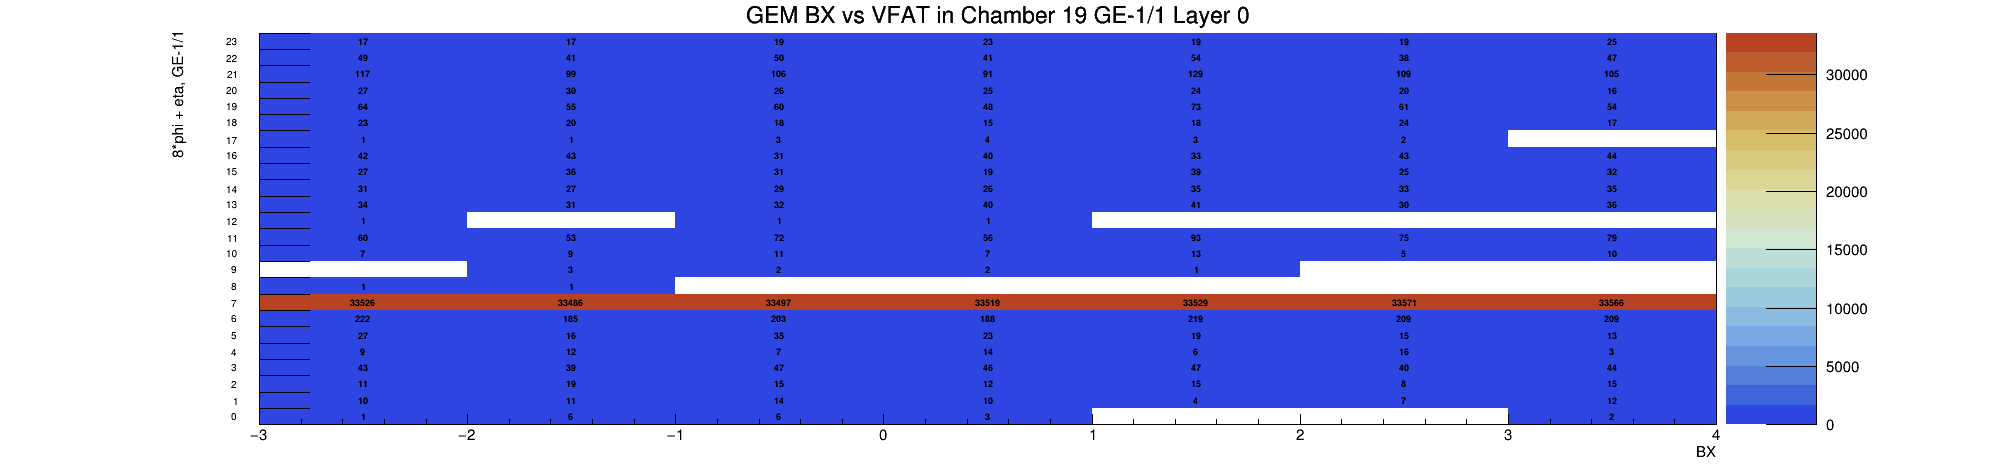 GEM BX vs VFAT in Chamber 19 GE-1/1 Layer 0
8*phi + eta, GE-1/1
23 17 17 19 23 19 19 25
22 49 41 50 41 54 38 47
21 117 99 106 91 129 109 105
20 27 30 26 25 24 20 16
19 64 55 60 48 73 61 54
18 23 20 18 15 18 24 17
17 1 1 3 4 3 2
16 42 43 31 40 33 43 44
15 27 36 31 19 39 25 32
14 31 27 29 26 35 33 35
13 34 31 32 40 41 30 36
12 1 1 1
11 60 53 72 56 93 75 79
10 7 9 11 7 13 5 10
9 3 2 2 1
8 1 1
7 33526 33486 33497 33519 33529 33571 33566
6 222 185 203 188 219 209 209
5 27 16 35 23 19 15 13
4 9 12 7 14 6 16 3
3 43 39 47 46 47 40 44
2 11 19 15 12 15 8 15
1 10 11 14 10 4 7 12
0 1 6 6 3 2
−3 −2 −1 0 1 2 3 4
BX
30000
25000
20000
15000
10000
5000
0